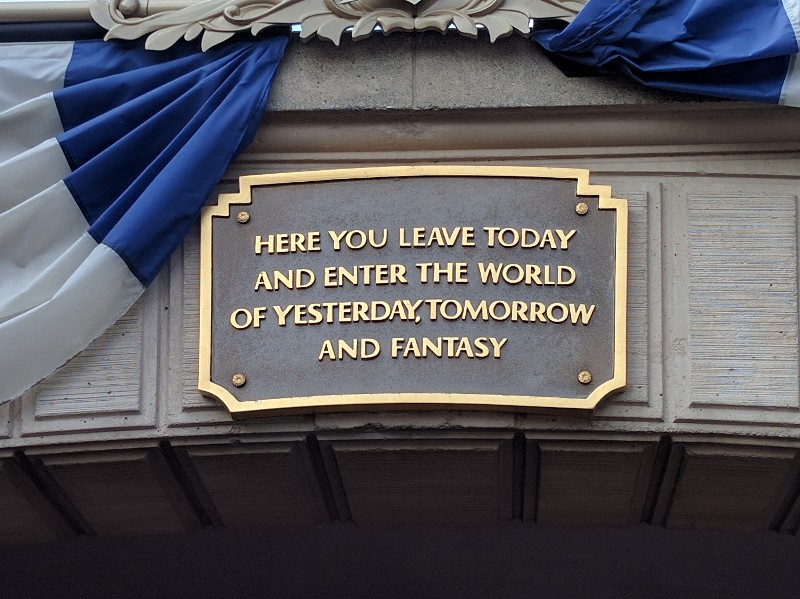 HERE YOU LEAVE TODAY
AND ENTER THE WORLD
OF YESTERDAY, TOMORROW
AND FANTASY